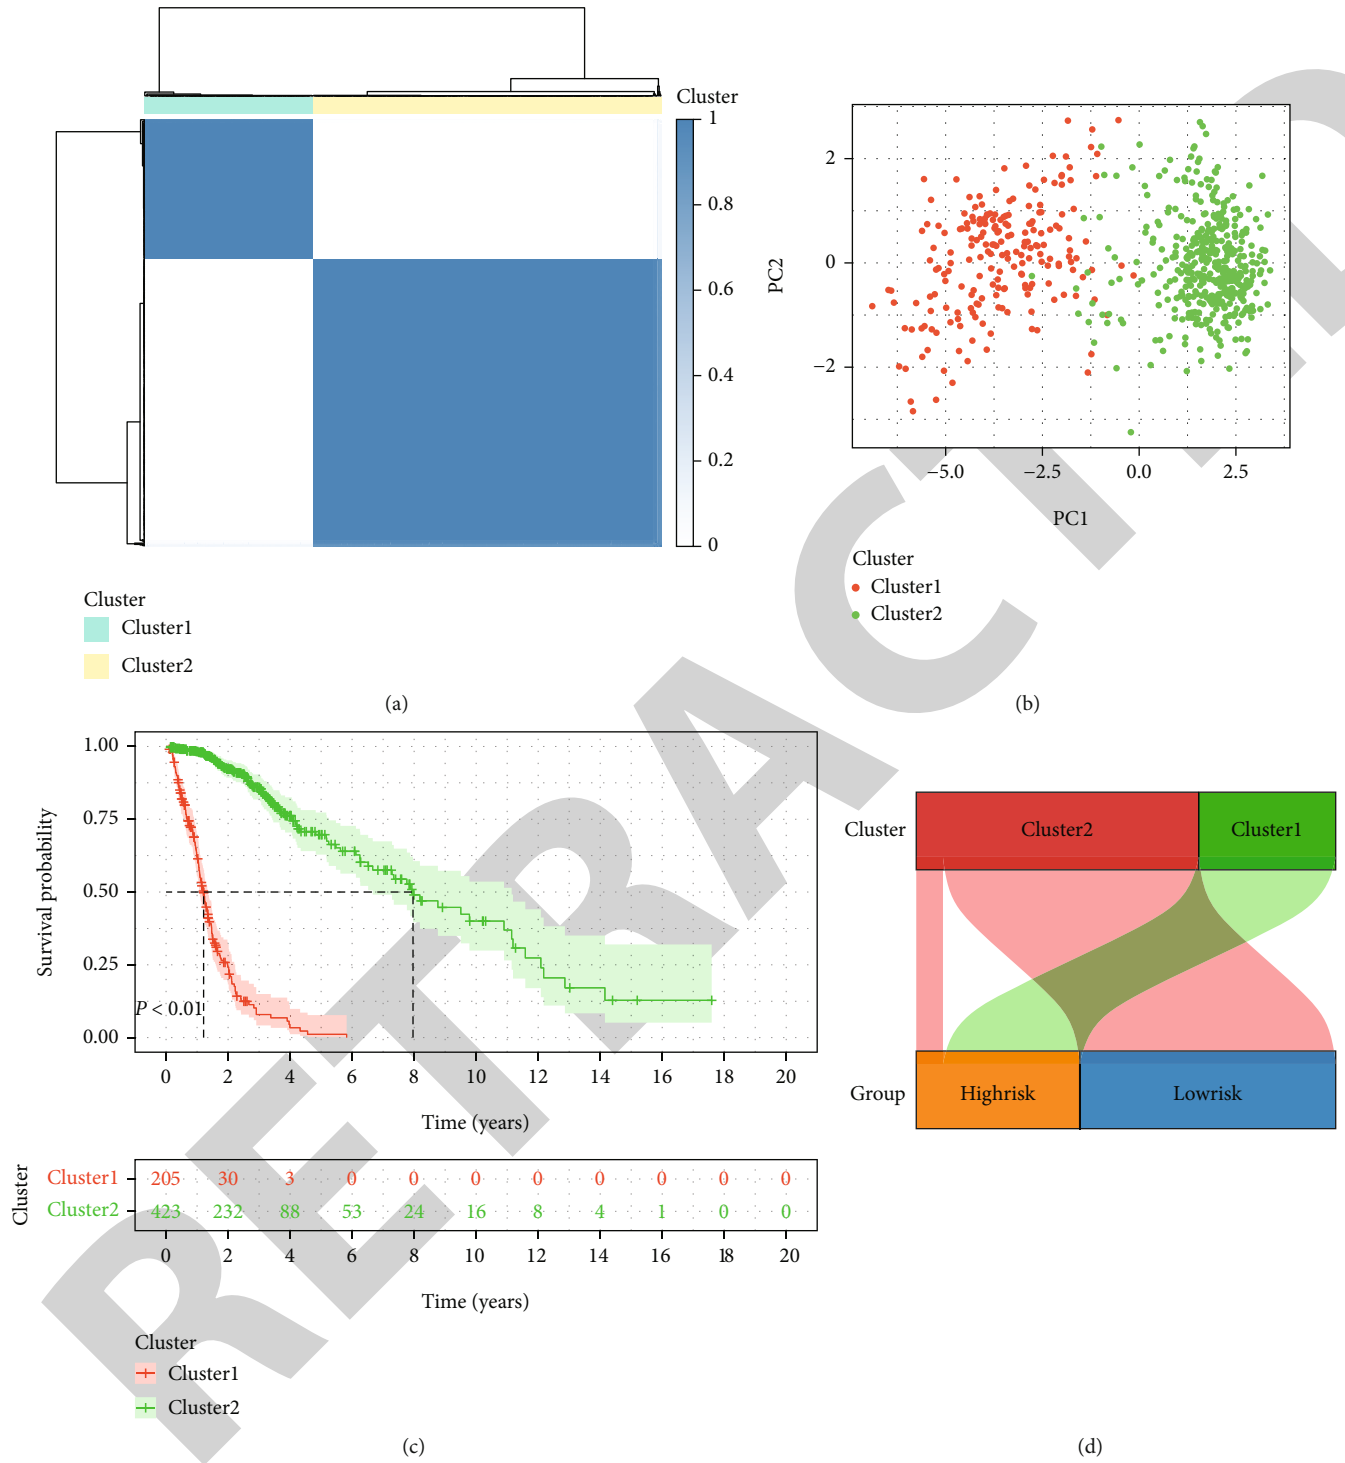 Cluster
1
0.8
0.6
0.4
0.2
0
Cluster
Cluster1
Cluster2
(a)
PC2
2
0
−2
−5.0 −2.5 0.0 2.5
PC1
Cluster
Cluster1
Cluster2
(b)
Survival probability
1.00
0.75
0.50
0.25
0.00
P < 0.01
0 2 4 6 8 10 12 14 16 18 20
Time (years)
Cluster
Cluster1 205 30 3 0 0 0 0 0 0 0 0
Cluster2 423 232 88 53 24 16 8 4 1 0 0
0 2 4 6 8 10 12 14 16 18 20
Time (years)
Cluster
Cluster1
Cluster2
(c)
Cluster Cluster2 Cluster1
Group Highrisk Lowrisk
(d)
RETRACTED